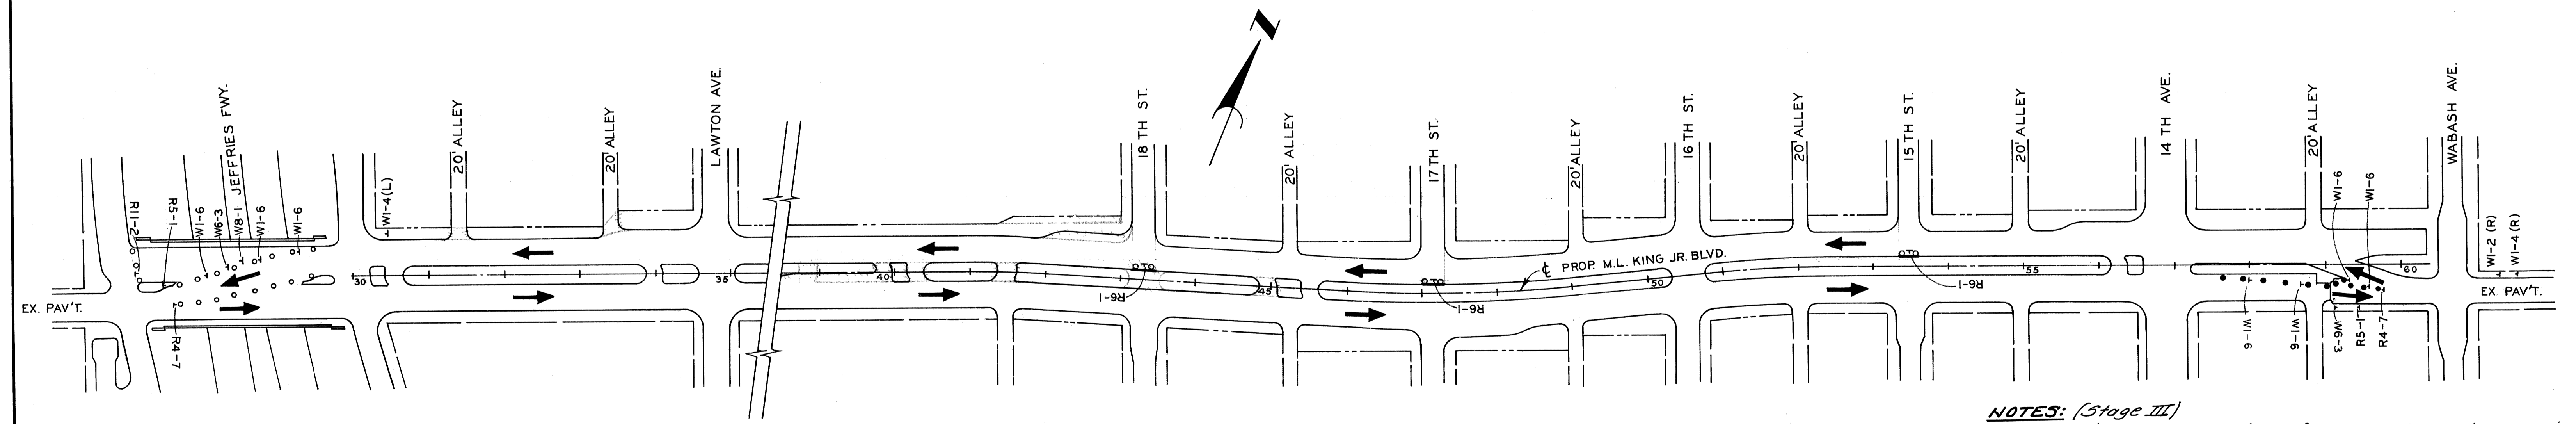 N
EX. PAV'T.
R11-2
R5-1
W1-6
W6-3
JEFFRIES FWY.
W8-1
W1-6
W1-6
R4-7
W1-4(L)
30
20' ALLEY
20' ALLEY
LAWTON AVE.
35
40
18 TH ST.
R6-1
45
20' ALLEY
17 TH ST.
R6-1
20' ALLEY
℄ PROP. M.L. KING JR. BLVD.
50
16 TH ST.
20' ALLEY
15 TH ST.
R6-1
20' ALLEY
55
14 TH AVE.
20' ALLEY
W1-6
W1-6
W1-6
W1-6
W6-3
R5-1
R4-7
60
WABASH AVE.
W1-2 (R)
W1-4 (R)
EX. PAV'T.
NOTES: (Stage III)